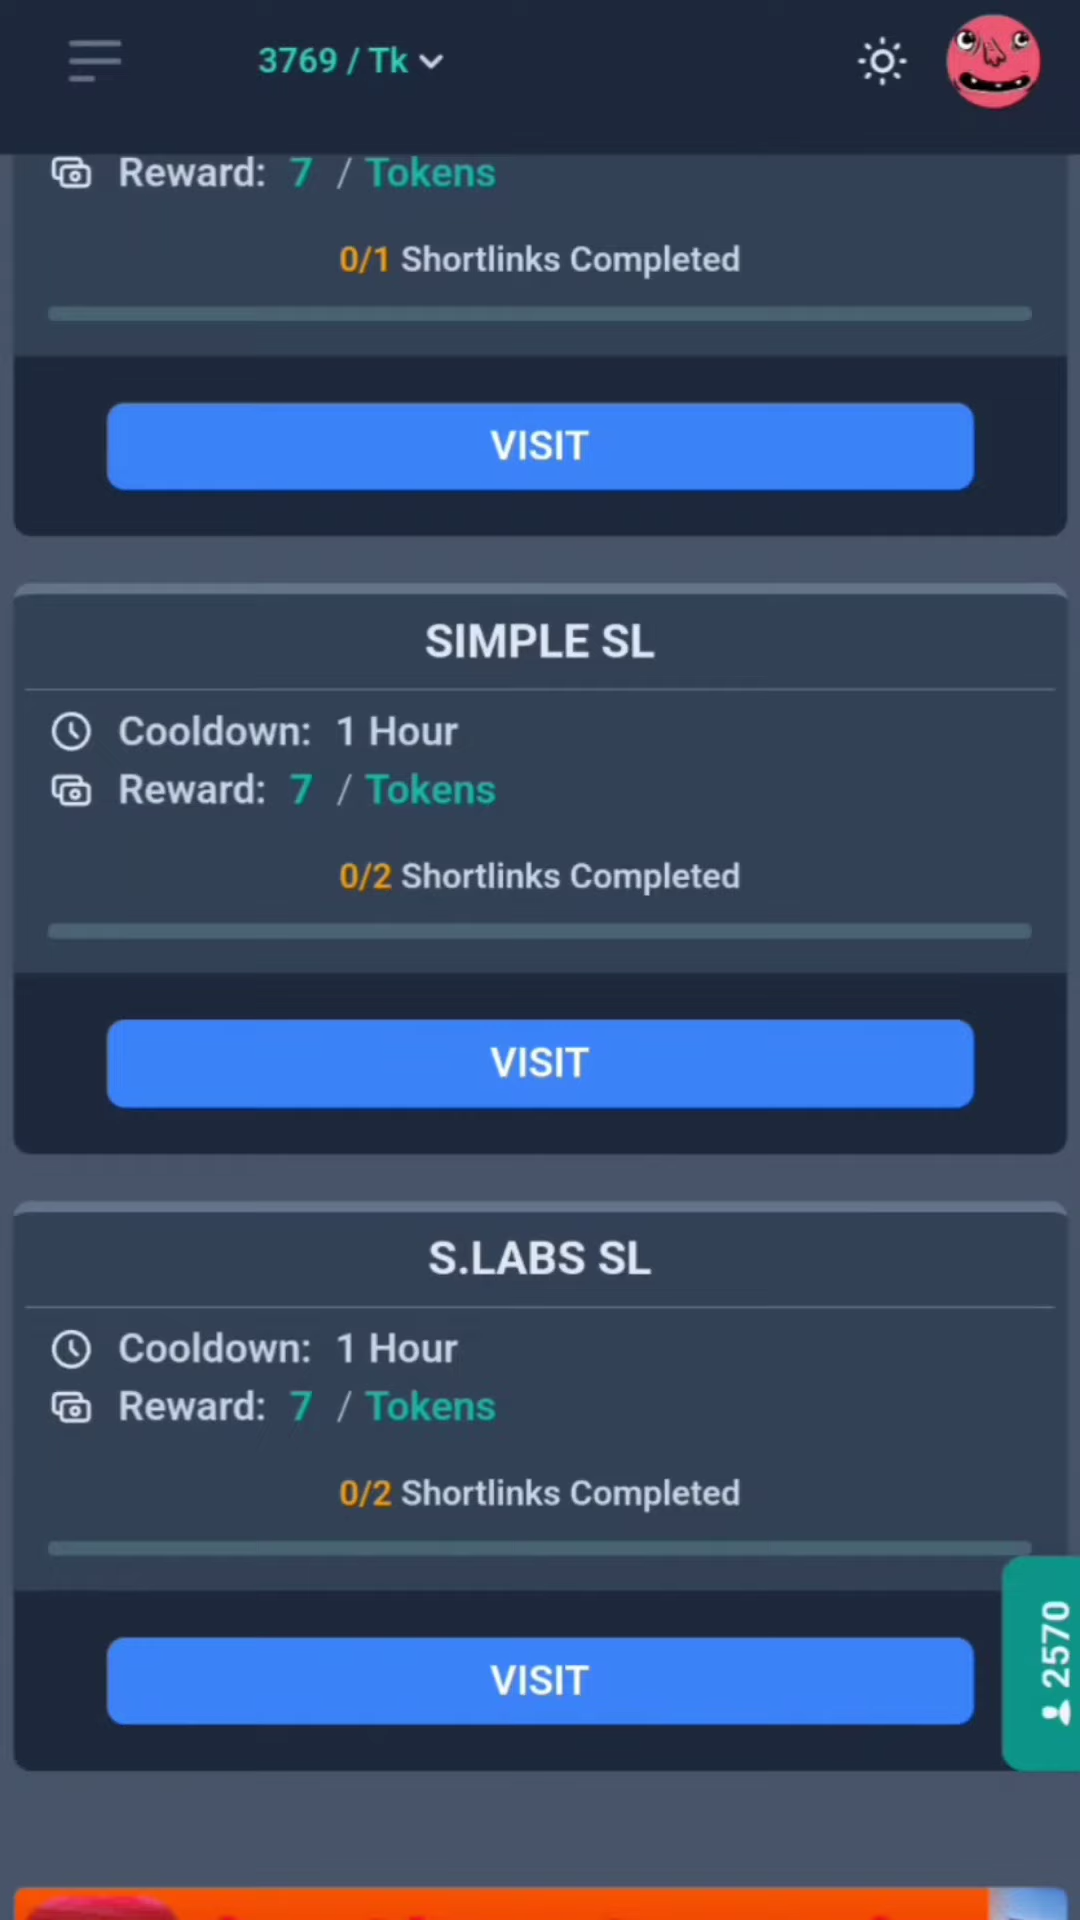 3769 / Tk
Reward: 7 / Tokens
0/1 Shortlinks Completed
VISIT
SIMPLE SL
Cooldown: 1 Hour
Reward: 7 / Tokens
0/2 Shortlinks Completed
VISIT
S.LABS SL
Cooldown: 1 Hour
Reward: 7 / Tokens
0/2 Shortlinks Completed
2570
VISIT